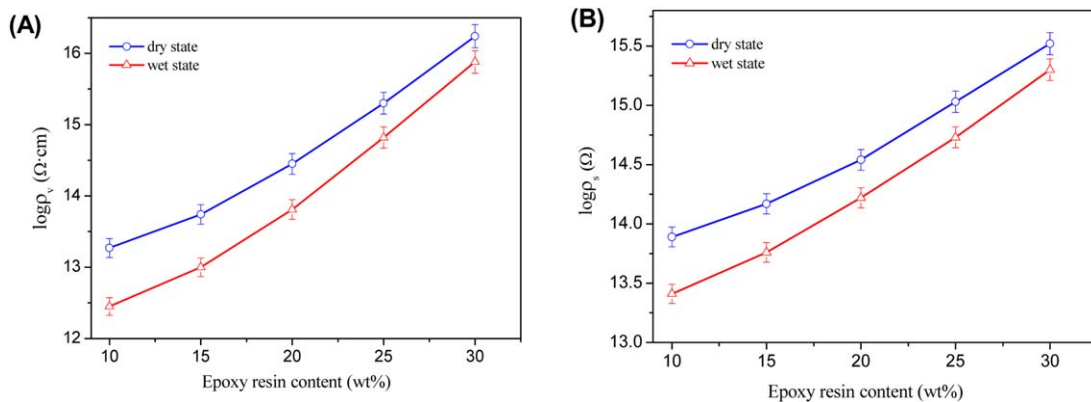 (A)
dry state
wet state
logρv (Ω·cm)
16
15
14
13
12
10 15 20 25 30
Epoxy resin content (wt%)
(B)
dry state
wet state
logρs (Ω)
15.5
15.0
14.5
14.0
13.5
13.0
10 15 20 25 30
Epoxy resin content (wt%)